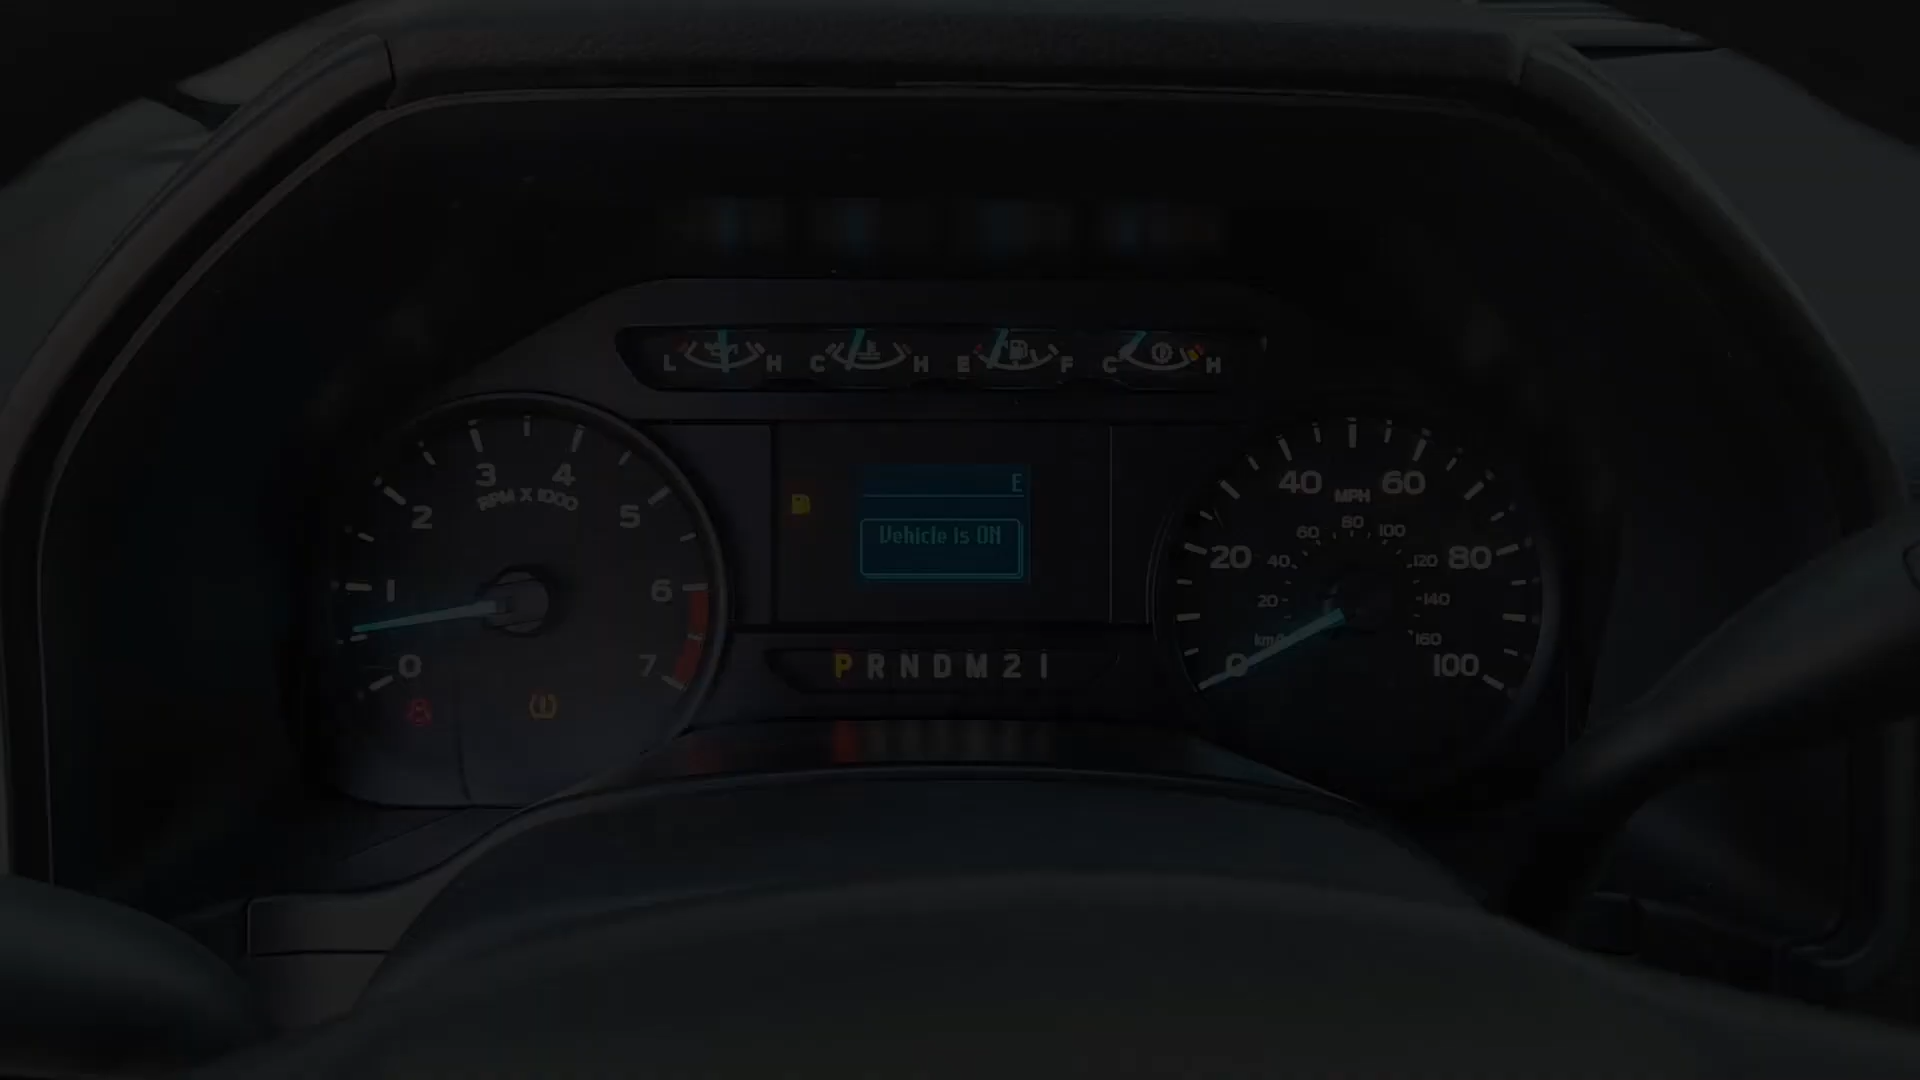 L H C H E F C H
E
Vehicle is ON
0 1 2 3 4 5 6 7
RPM X 1000
0 20 40 60 80 100
MPH
20 40 60 80 100 120 140 160
km/h
P R N D M 2 1